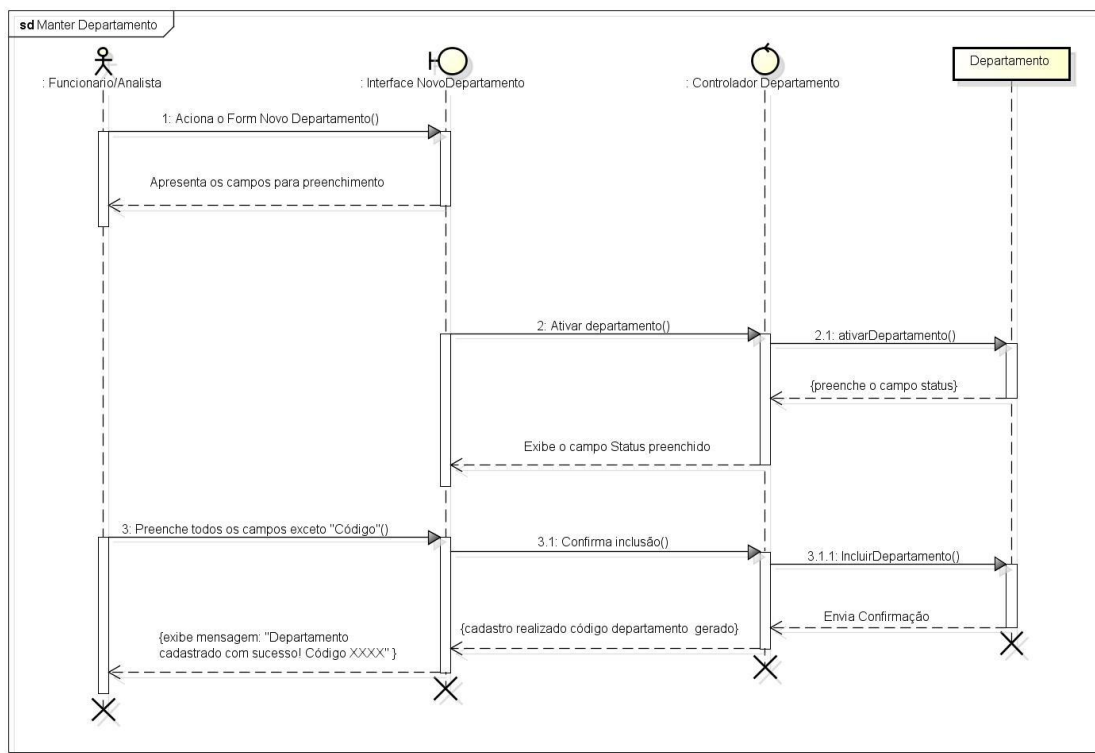 sd Manter Departamento
: Funcionario/Analista
: Interface NovoDepartamento
: Controlador Departamento
Departamento
1: Aciona o Form Novo Departamento()
Apresenta os campos para preenchimento
2: Ativar departamento()
2.1: ativarDepartamento()
{preenche o campo status}
Exibe o campo Status preenchido
3: Preenche todos os campos exceto "Código"()
3.1: Confirma inclusão()
3.1.1: IncluirDepartamento()
Envia Confirmação
{cadastro realizado código departamento gerado}
{exibe mensagem: "Departamento
cadastrado com sucesso! Código XXXX" }